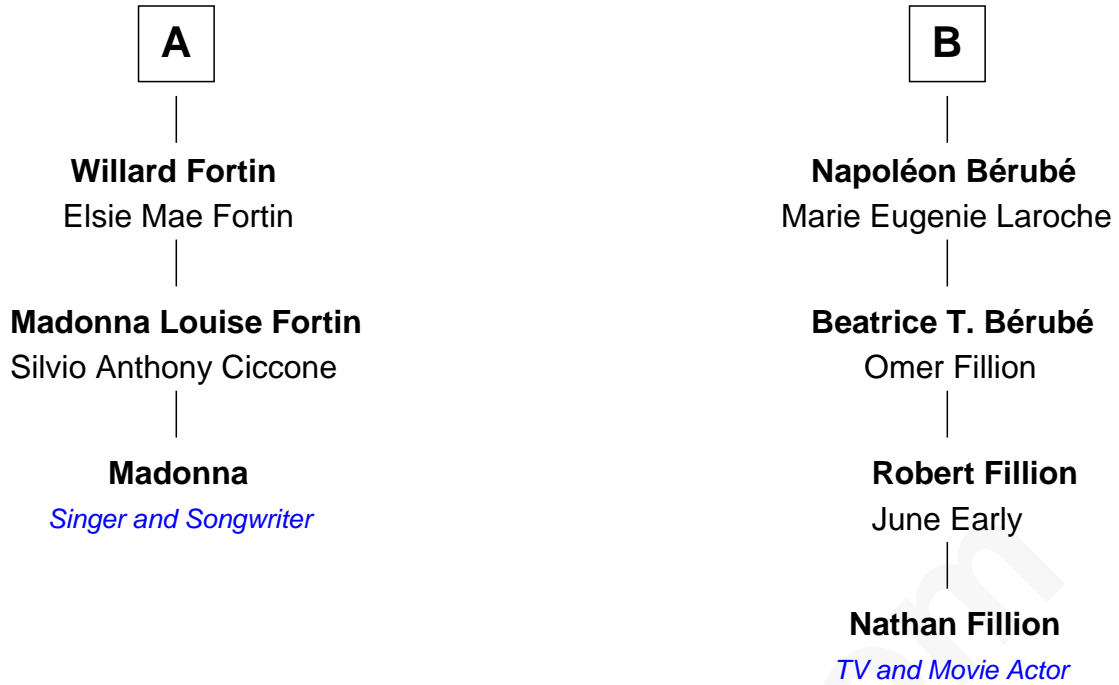 A
Willard Fortin
Elsie Mae Fortin
Madonna Louise Fortin
Silvio Anthony Ciccone
Madonna
Singer and Songwriter
B
Napoléon Bérubé
Marie Eugenie Laroche
Beatrice T. Bérubé
Omer Fillion
Robert Fillion
June Early
Nathan Fillion
TV and Movie Actor